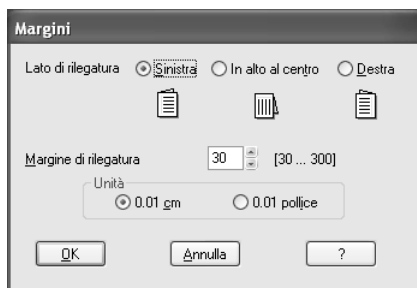 Margini
Lato di rilegatura Sinistra In alto al centro Destra
Margine di rilegatura 30 [30 ... 300]
Unità
0.01 cm 0.01 pollice
OK Annulla ?